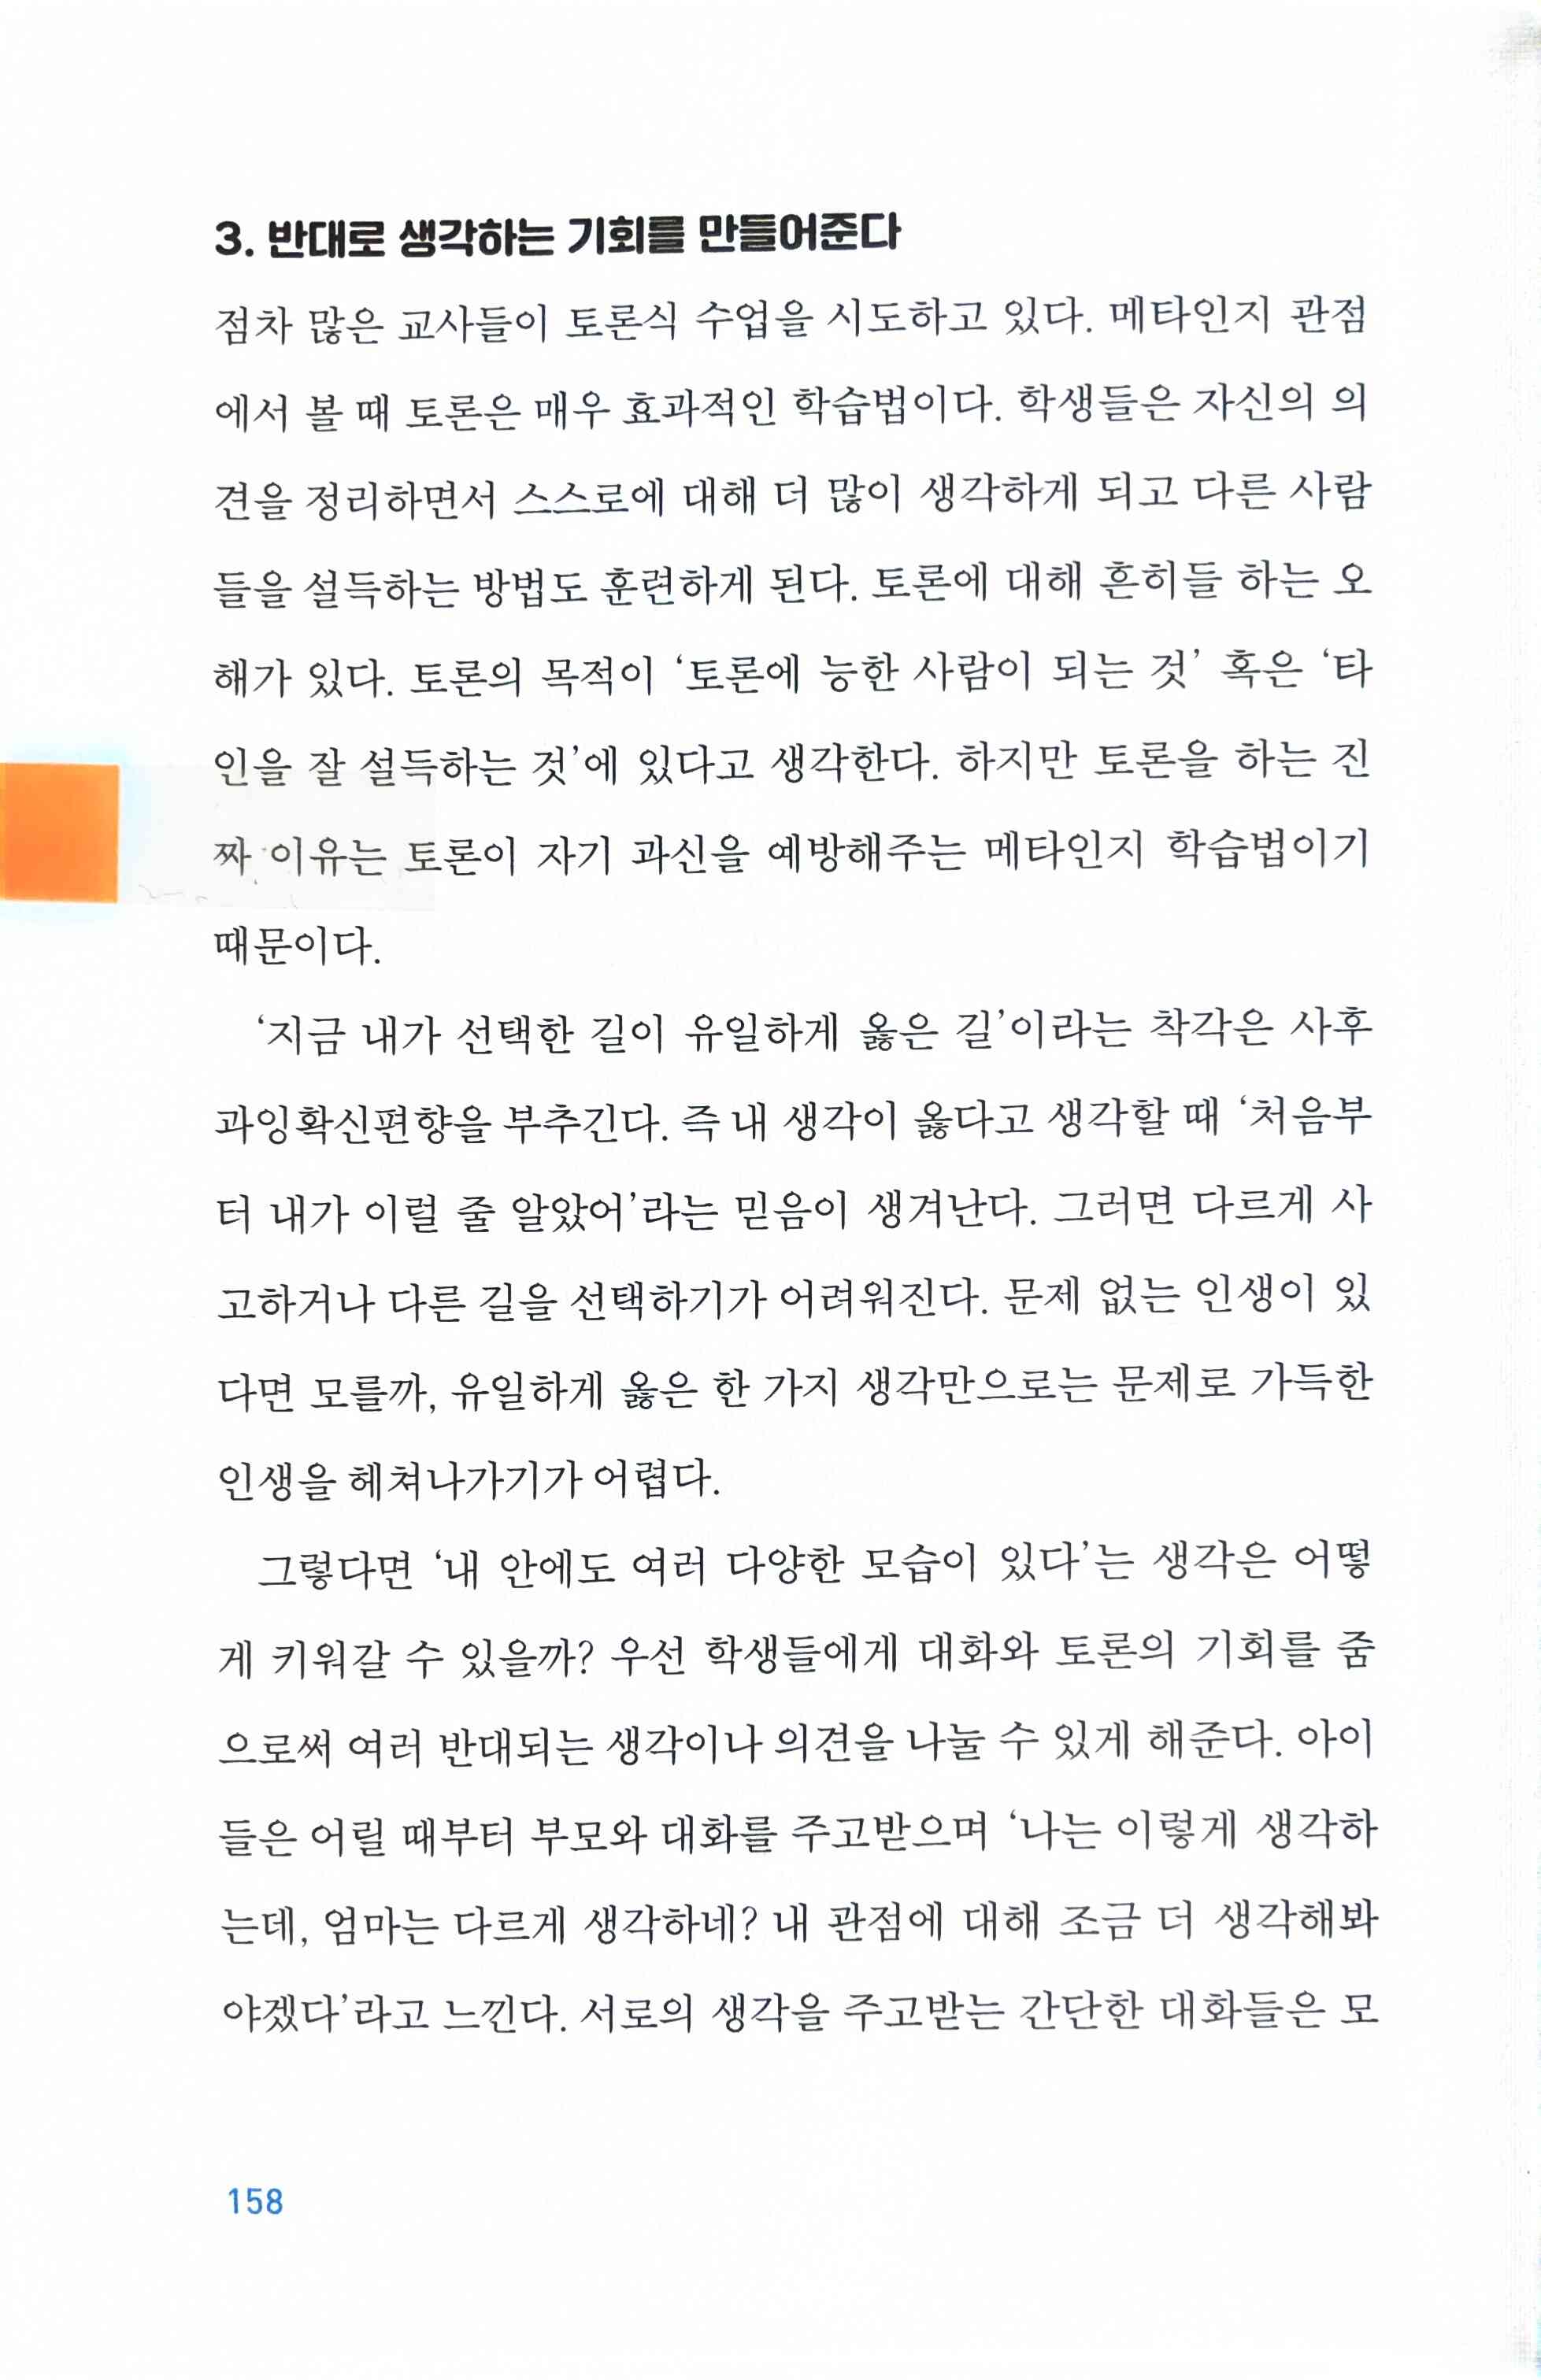 3. 반대로 생각하는 기회를 만들어준다
점차 많은 교사들이 토론식 수업을 시도하고 있다. 메타인지 관점
에서 볼 때 토론은 매우 효과적인 학습법이다. 학생들은 자신의 의
견을 정리하면서 스스로에 대해 더 많이 생각하게 되고 다른 사람
들을 설득하는 방법도 훈련하게 된다. 토론에 대해 흔히들 하는 오
해가 있다. 토론의 목적이 ‘토론에 능한 사람이 되는 것’ 혹은 ‘타
인을 잘 설득하는 것’에 있다고 생각한다. 하지만 토론을 하는 진
짜 이유는 토론이 자기 과신을 예방해주는 메타인지 학습법이기
때문이다.
‘지금 내가 선택한 길이 유일하게 옳은 길’이라는 착각은 사후
과잉확신편향을 부추긴다. 즉 내 생각이 옳다고 생각할 때 ‘처음부
터 내가 이럴 줄 알았어’라는 믿음이 생겨난다. 그러면 다르게 사
고하거나 다른 길을 선택하기가 어려워진다. 문제 없는 인생이 있
다면 모를까, 유일하게 옳은 한 가지 생각만으로는 문제로 가득한
인생을 헤쳐나가기가 어렵다.
그렇다면 ‘내 안에도 여러 다양한 모습이 있다’는 생각은 어떻
게 키워갈 수 있을까? 우선 학생들에게 대화와 토론의 기회를 줌
으로써 여러 반대되는 생각이나 의견을 나눌 수 있게 해준다. 아이
들은 어릴 때부터 부모와 대화를 주고받으며 ‘나는 이렇게 생각하
는데, 엄마는 다르게 생각하네? 내 관점에 대해 조금 더 생각해봐
야겠다’라고 느낀다. 서로의 생각을 주고받는 간단한 대화들은 모
158